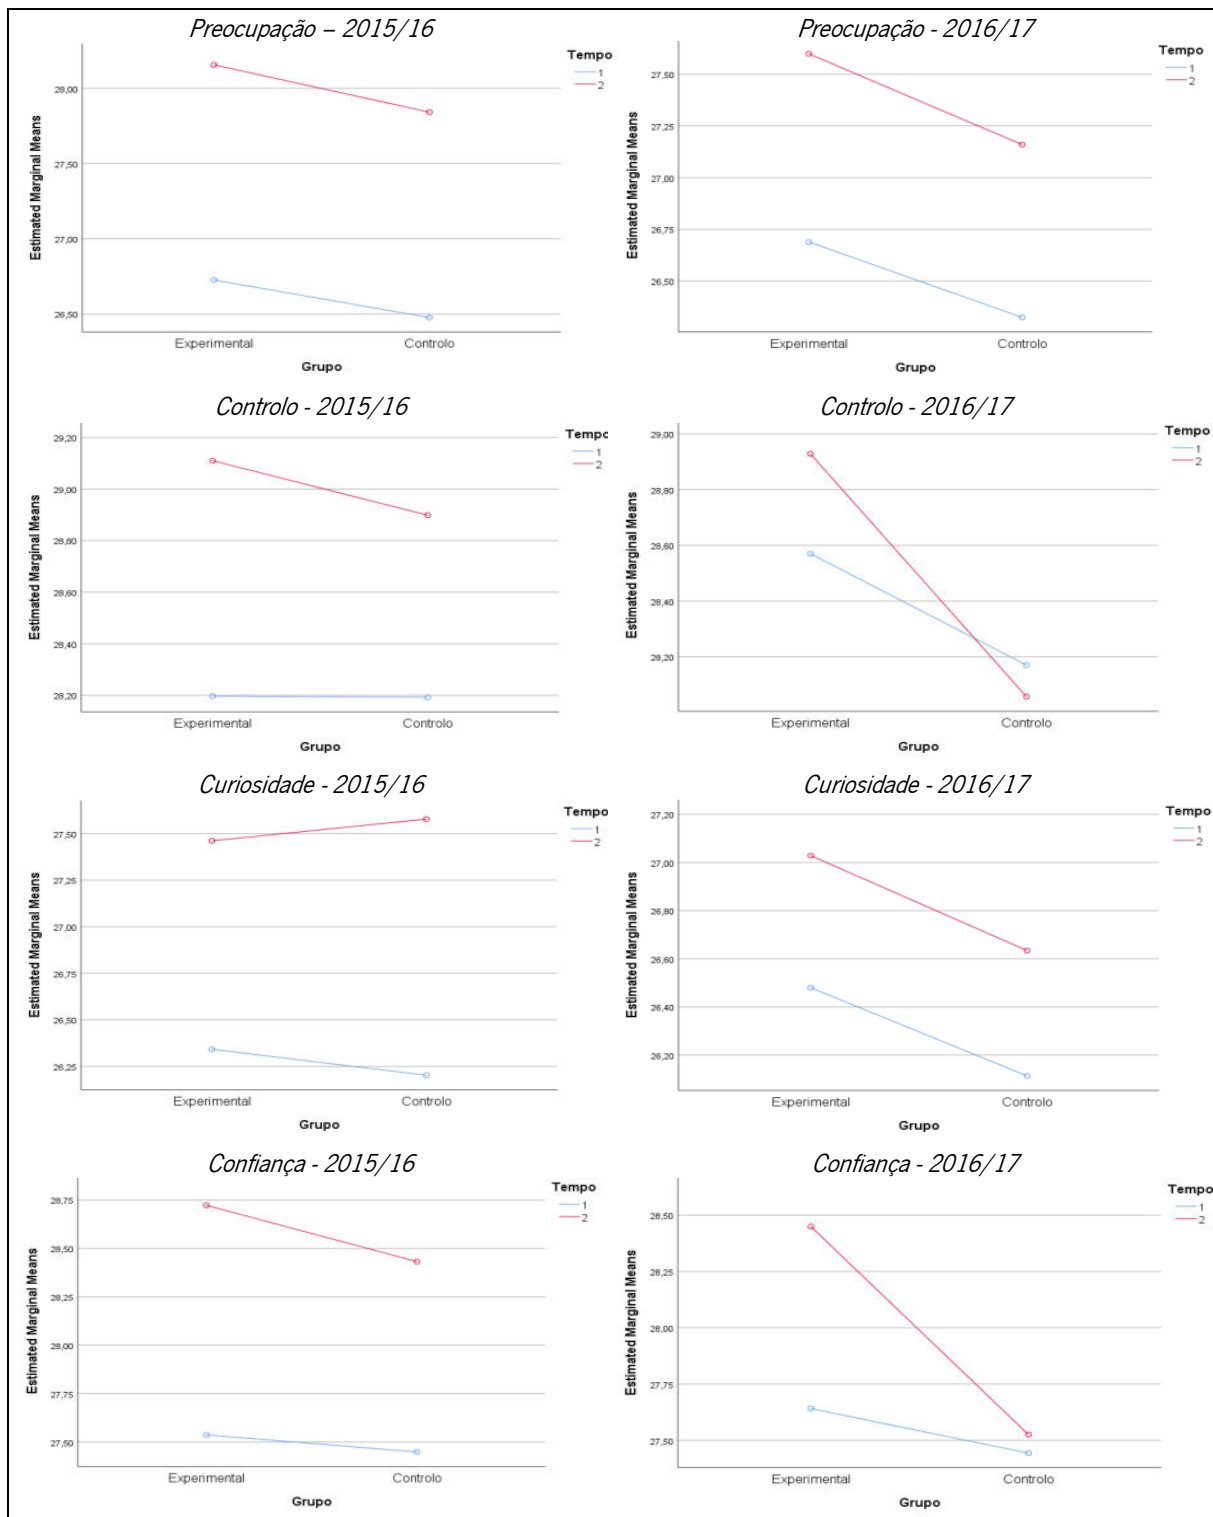 Preocupação – 2015/16
Tempo
1
2
Estimated Marginal Means
28,00
27,50
27,00
26,50
Experimental
Controlo
Grupo
Preocupação - 2016/17
Tempo
1
2
Estimated Marginal Means
27,50
27,25
27,00
26,75
26,50
Experimental
Controlo
Grupo
Controlo - 2015/16
Tempo
1
2
Estimated Marginal Means
29,20
29,00
28,80
28,60
28,40
28,20
Experimental
Controlo
Grupo
Controlo - 2016/17
Tempo
1
2
Estimated Marginal Means
29,00
28,80
28,60
28,40
28,20
Experimental
Controlo
Grupo
Curiosidade - 2015/16
Tempo
1
2
Estimated Marginal Means
27,50
27,25
27,00
26,75
26,50
26,25
Experimental
Controlo
Grupo
Curiosidade - 2016/17
Tempo
1
2
Estimated Marginal Means
27,20
27,00
26,80
26,60
26,40
26,20
Experimental
Controlo
Grupo
Confiança - 2015/16
Tempo
1
2
Estimated Marginal Means
28,75
28,50
28,25
28,00
27,75
27,50
Experimental
Controlo
Grupo
Confiança - 2016/17
Tempo
1
2
Estimated Marginal Means
28,50
28,25
28,00
27,75
27,50
Experimental
Controlo
Grupo